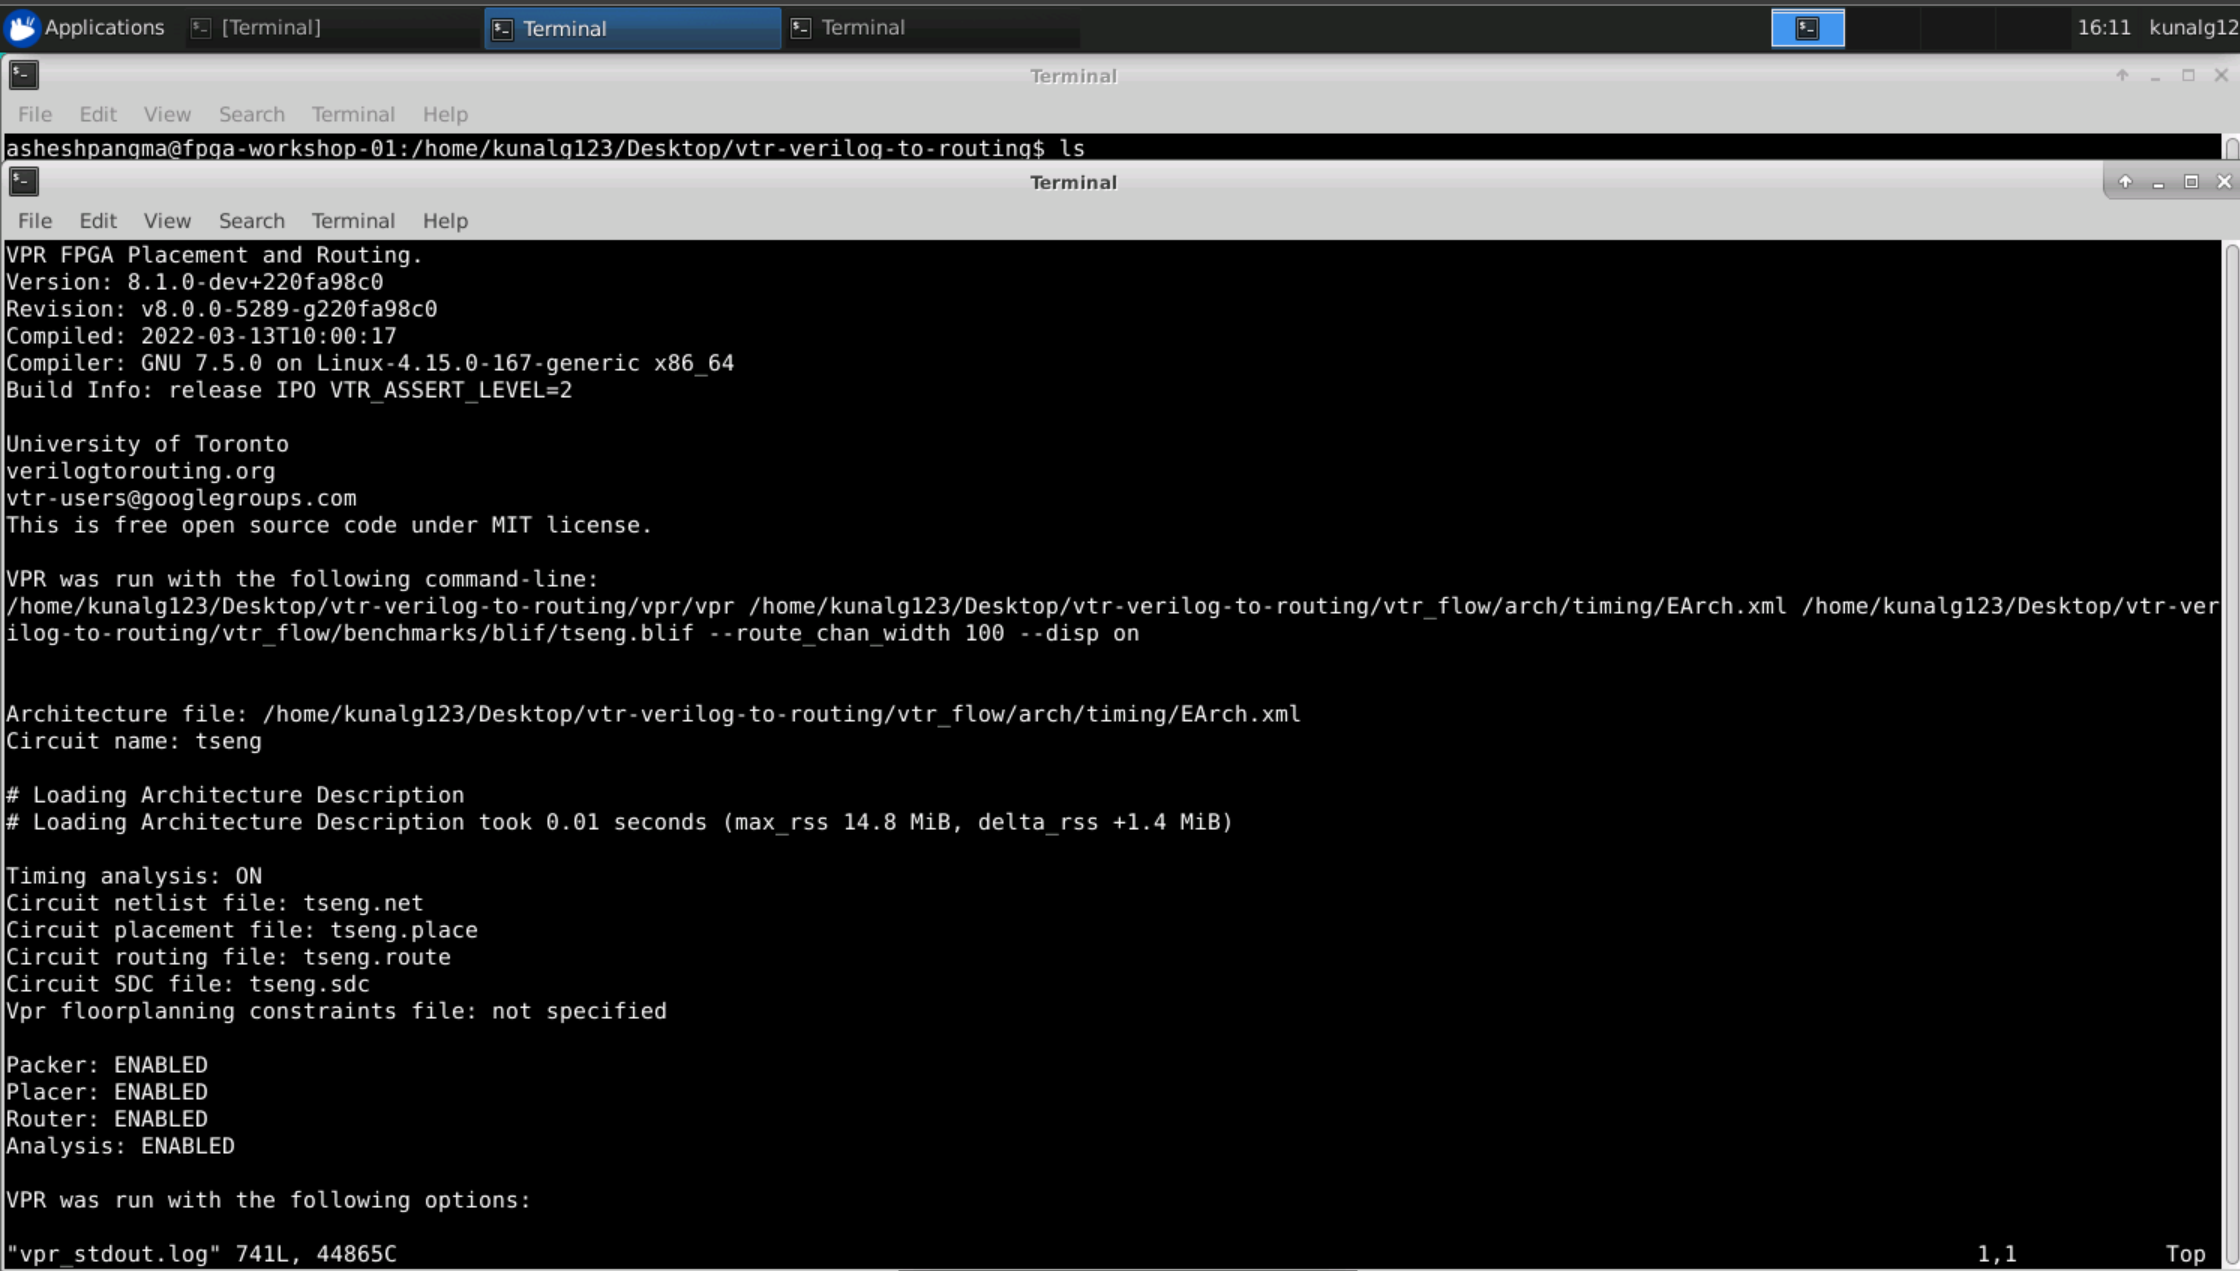 Applications [Terminal] Terminal Terminal 16:11 kunalg12
Terminal
File Edit View Search Terminal Help
asheshpangma@fpga-workshop-01:/home/kunalg123/Desktop/vtr-verilog-to-routing$ ls
Terminal
File Edit View Search Terminal Help
VPR FPGA Placement and Routing.
Version: 8.1.0-dev+220fa98c0
Revision: v8.0.0-5289-g220fa98c0
Compiled: 2022-03-13T10:00:17
Compiler: GNU 7.5.0 on Linux-4.15.0-167-generic x86_64
Build Info: release IPO VTR_ASSERT_LEVEL=2
University of Toronto
verilogtorouting.org
vtr-users@googlegroups.com
This is free open source code under MIT license.
VPR was run with the following command-line:
/home/kunalg123/Desktop/vtr-verilog-to-routing/vpr/vpr /home/kunalg123/Desktop/vtr-verilog-to-routing/vtr_flow/arch/timing/EArch.xml /home/kunalg123/Desktop/vtr-ver
ilog-to-routing/vtr_flow/benchmarks/blif/tseng.blif --route_chan_width 100 --disp on
Architecture file: /home/kunalg123/Desktop/vtr-verilog-to-routing/vtr_flow/arch/timing/EArch.xml
Circuit name: tseng
# Loading Architecture Description
# Loading Architecture Description took 0.01 seconds (max_rss 14.8 MiB, delta_rss +1.4 MiB)
Timing analysis: ON
Circuit netlist file: tseng.net
Circuit placement file: tseng.place
Circuit routing file: tseng.route
Circuit SDC file: tseng.sdc
Vpr floorplanning constraints file: not specified
Packer: ENABLED
Placer: ENABLED
Router: ENABLED
Analysis: ENABLED
VPR was run with the following options:
"vpr_stdout.log" 741L, 44865C 1,1 Top